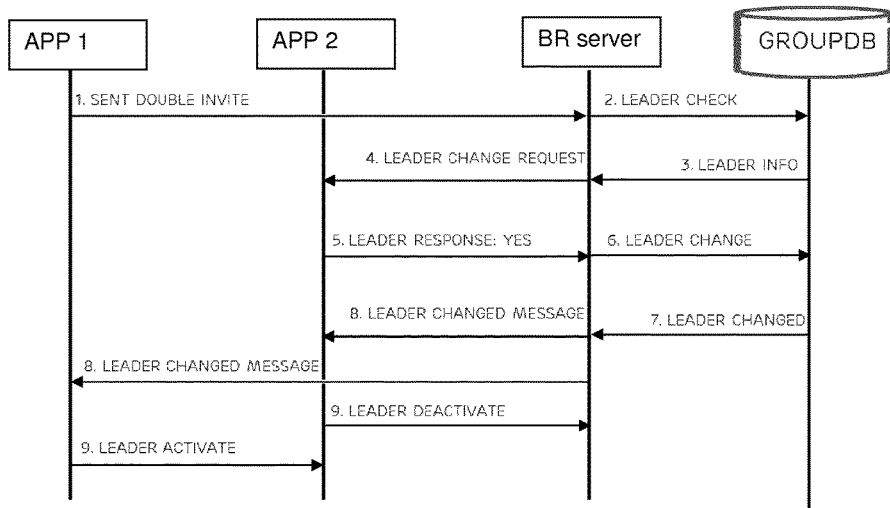 APP 1
APP 2
BR server
GROUPDB
1. SENT DOUBLE INVITE
2. LEADER CHECK
4. LEADER CHANGE REQUEST
3. LEADER INFO
5. LEADER RESPONSE: YES
6. LEADER CHANGE
8. LEADER CHANGED MESSAGE
7. LEADER CHANGED
8. LEADER CHANGED MESSAGE
9. LEADER DEACTIVATE
9. LEADER ACTIVATE